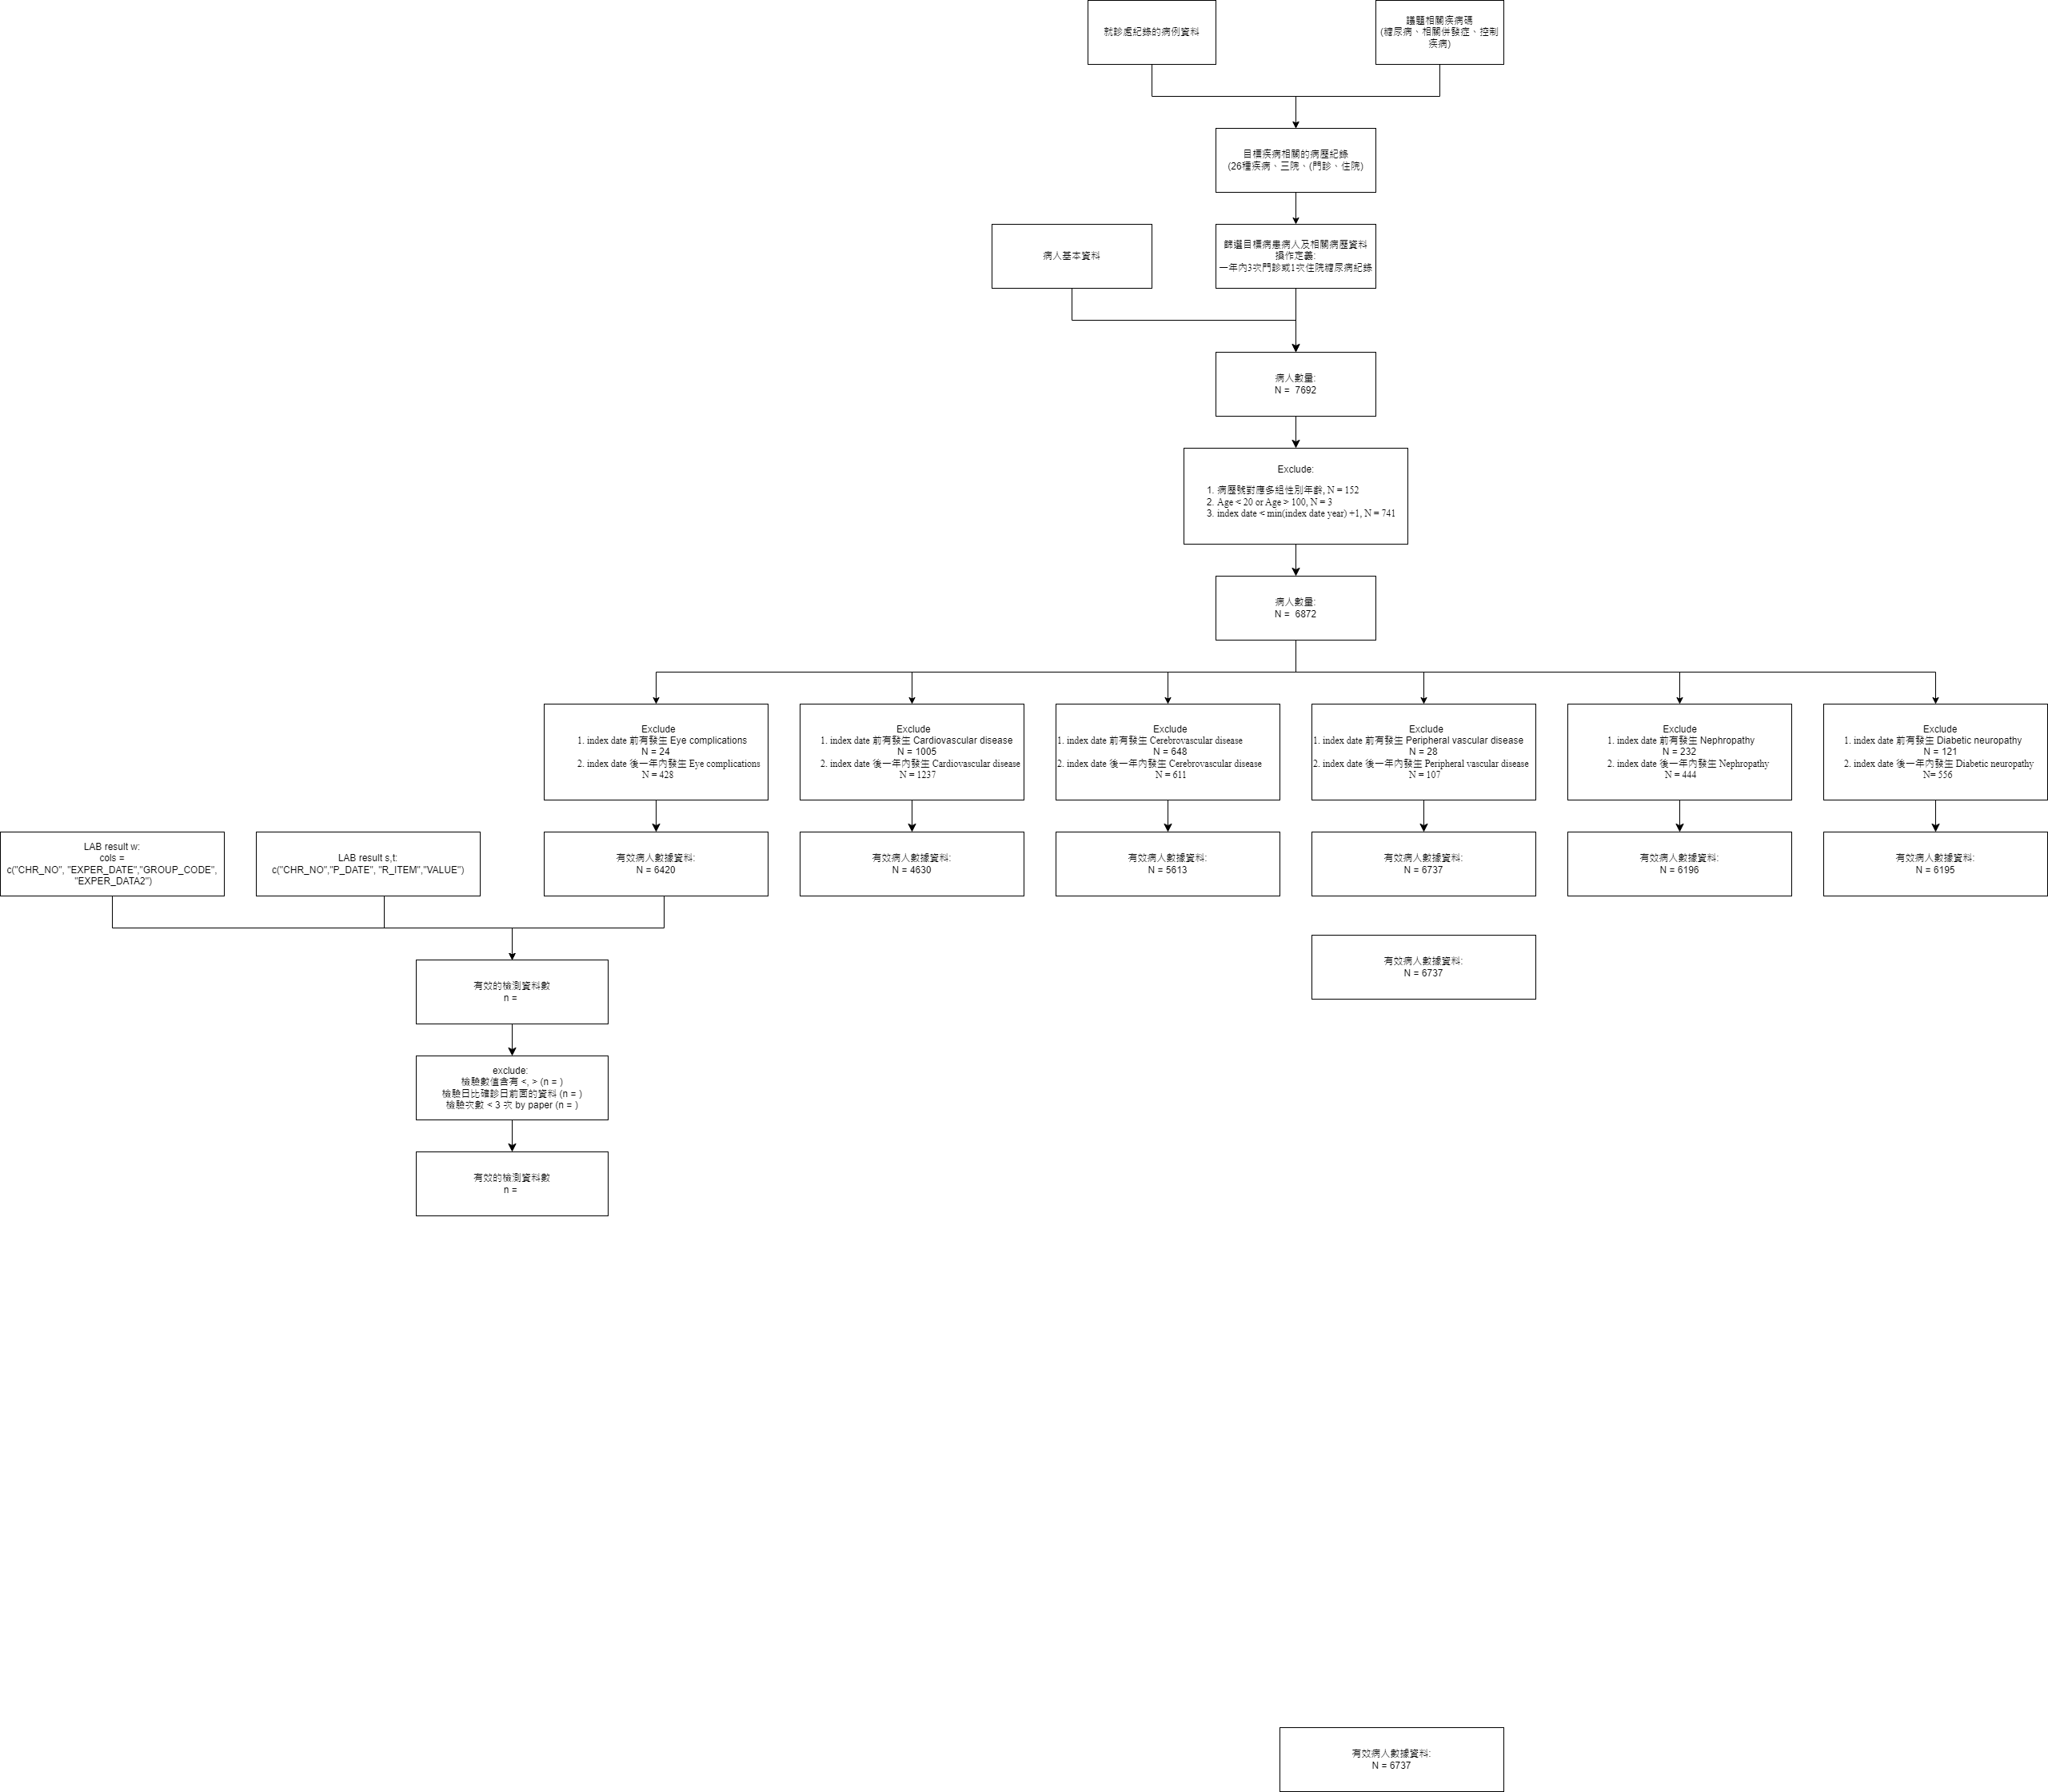 就診處紀錄的病例資料
議題相關疾病碼
(糖尿病、相關併發症、控制
疾病)
目標疾病相關的病歷紀錄
(26種疾病、三院、(門診、住院)
病人基本資料
篩選目標病患病人及相關病歷資料
操作定義:
一年內3次門診或1次住院糖尿病紀錄
病人數量:
N =  7692
Exclude:
1. 病歷號對應多組性別年齡, N = 152
2. Age < 20 or Age > 100, N = 3
3. index date < min(index date year) +1, N = 741
病人數量:
N =  6872
Exclude
1. index date 前有發生 Eye complications
N = 24
2. index date 後一年內發生 Eye complications
N = 428
Exclude
1. index date 前有發生 Cardiovascular disease
N = 1005
2. index date 後一年內發生 Cardiovascular disease
N = 1237
Exclude
1. index date 前有發生 Cerebrovascular disease
N = 648
2. index date 後一年內發生 Cerebrovascular disease
N = 611
Exclude
1. index date 前有發生 Peripheral vascular disease
N = 28
2. index date 後一年內發生 Peripheral vascular disease
N = 107
Exclude
1. index date 前有發生 Nephropathy
N = 232
2. index date 後一年內發生 Nephropathy
N = 444
Exclude
1. index date 前有發生 Diabetic neuropathy
N = 121
2. index date 後一年內發生 Diabetic neuropathy
N= 556
LAB result w:
cols =
c("CHR_NO", "EXPER_DATE","GROUP_CODE",
"EXPER_DATA2")
LAB result s,t:
c("CHR_NO","P_DATE", "R_ITEM","VALUE")
有效病人數據資料:
N = 6420
有效病人數據資料:
N = 4630
有效病人數據資料:
N = 5613
有效病人數據資料:
N = 6737
有效病人數據資料:
N = 6196
有效病人數據資料:
N = 6195
有效病人數據資料:
N = 6737
有效的檢測資料數
n =
exclude:
檢驗數值含有 <, > (n = )
檢驗日比確診日前面的資料 (n = )
檢驗次數 < 3 次 by paper (n = )
有效的檢測資料數
n =
有效病人數據資料:
N = 6737